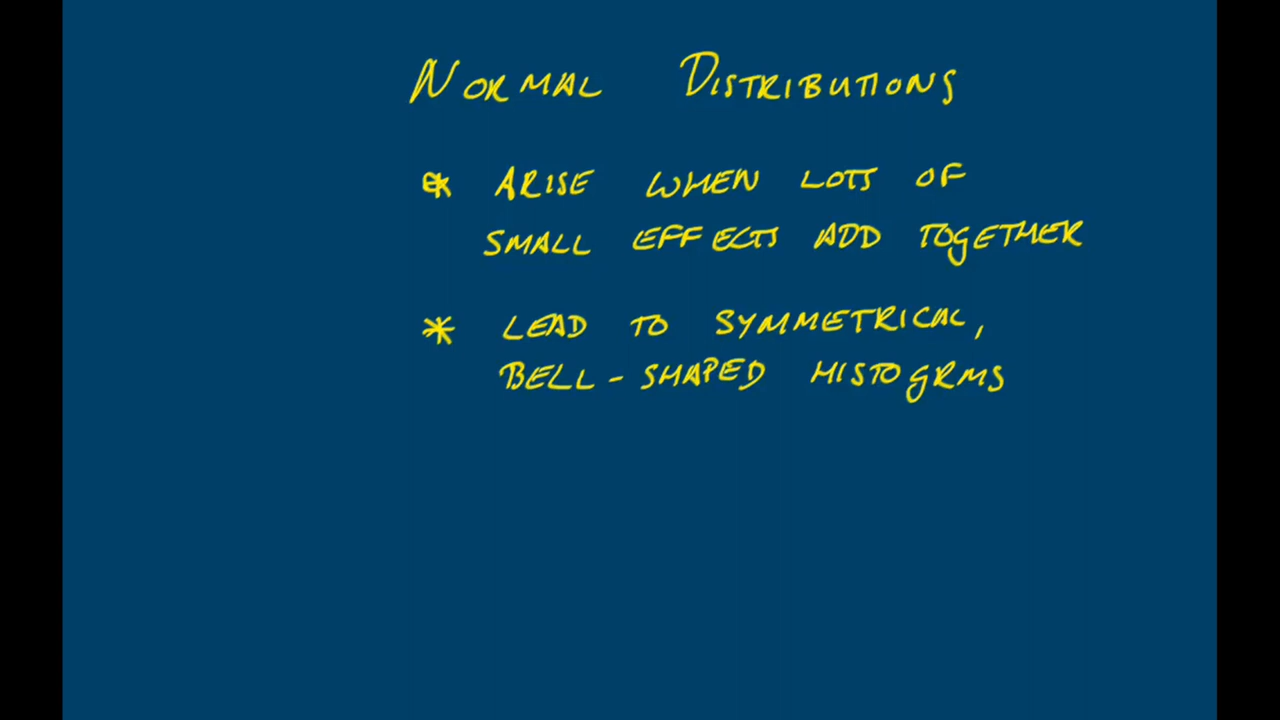 NORMAL DISTRIBUTIONS
* ARISE WHEN LOTS OF
SMALL EFFECTS ADD TOGETHER
* LEAD TO SYMMETRICAL,
BELL-SHAPED HISTOGRMS